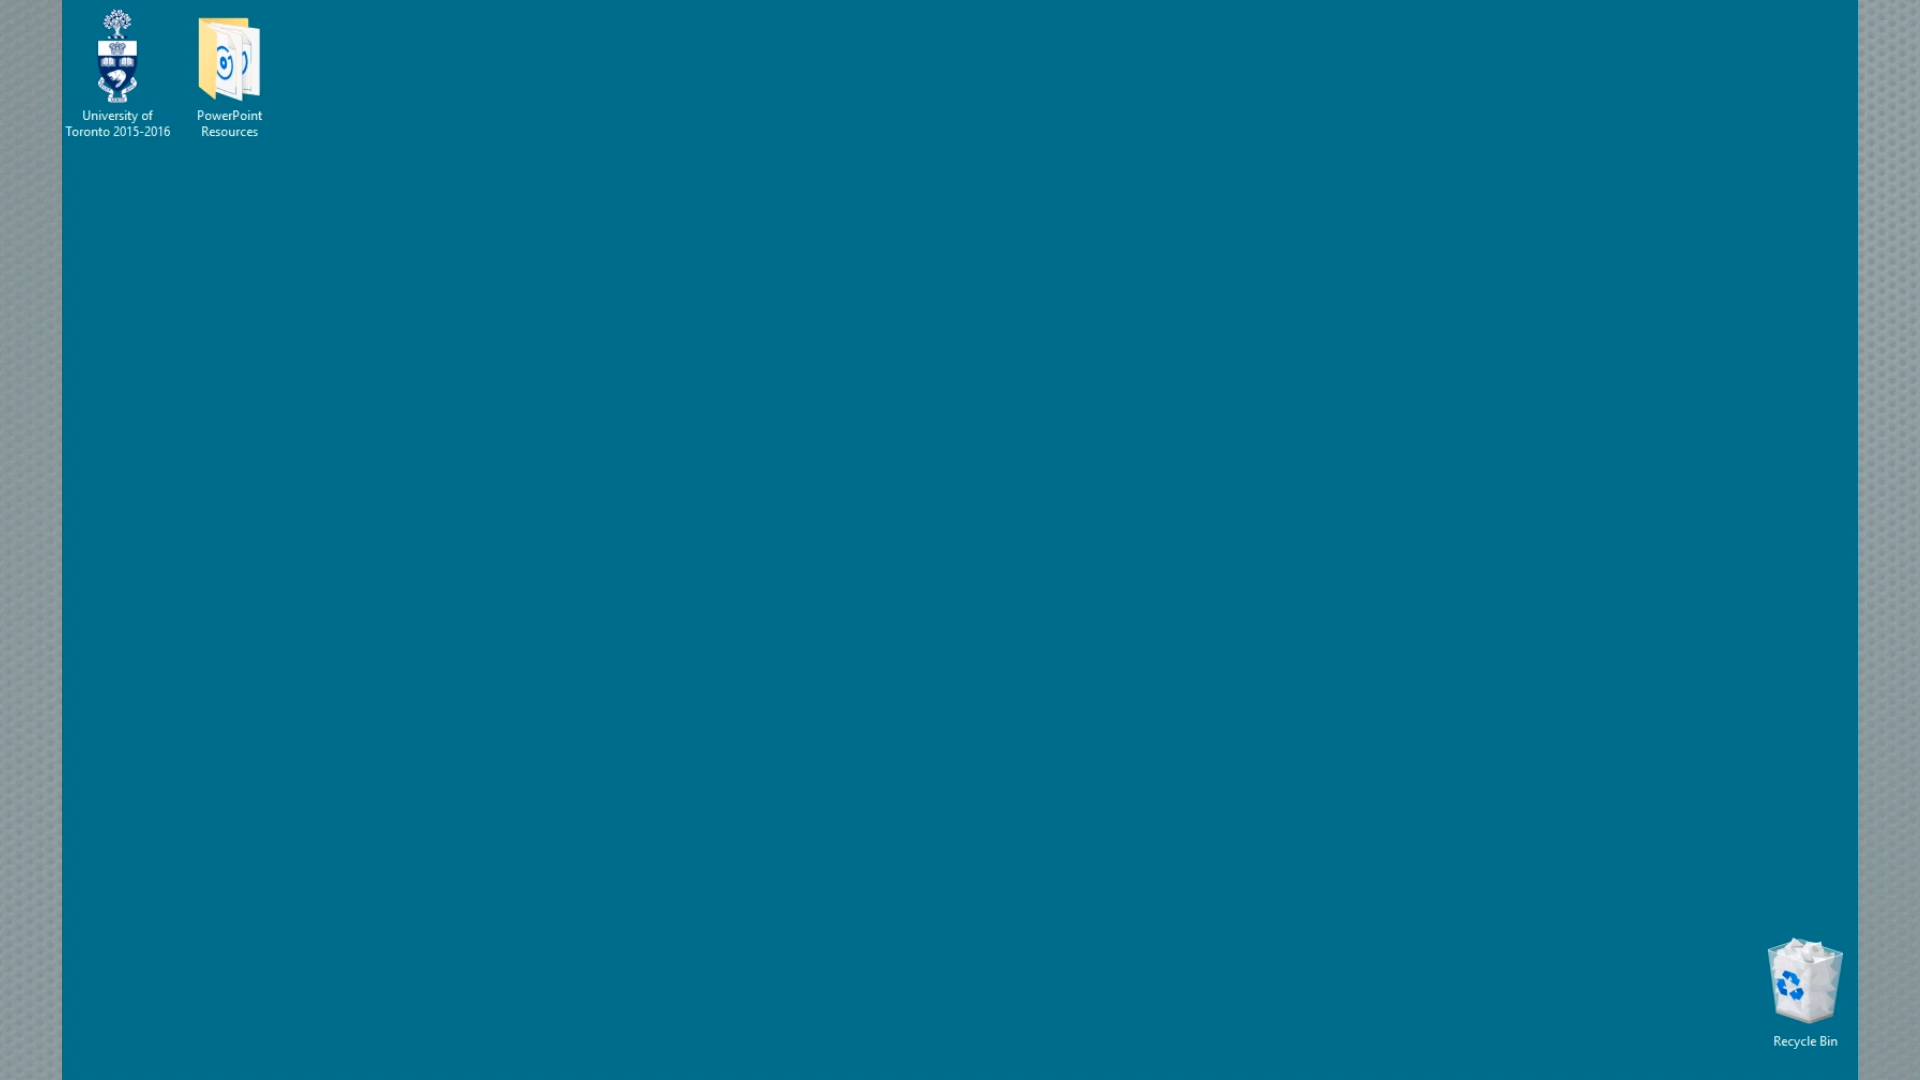 University of
Toronto 2015-2016
PowerPoint
Resources
Recycle Bin